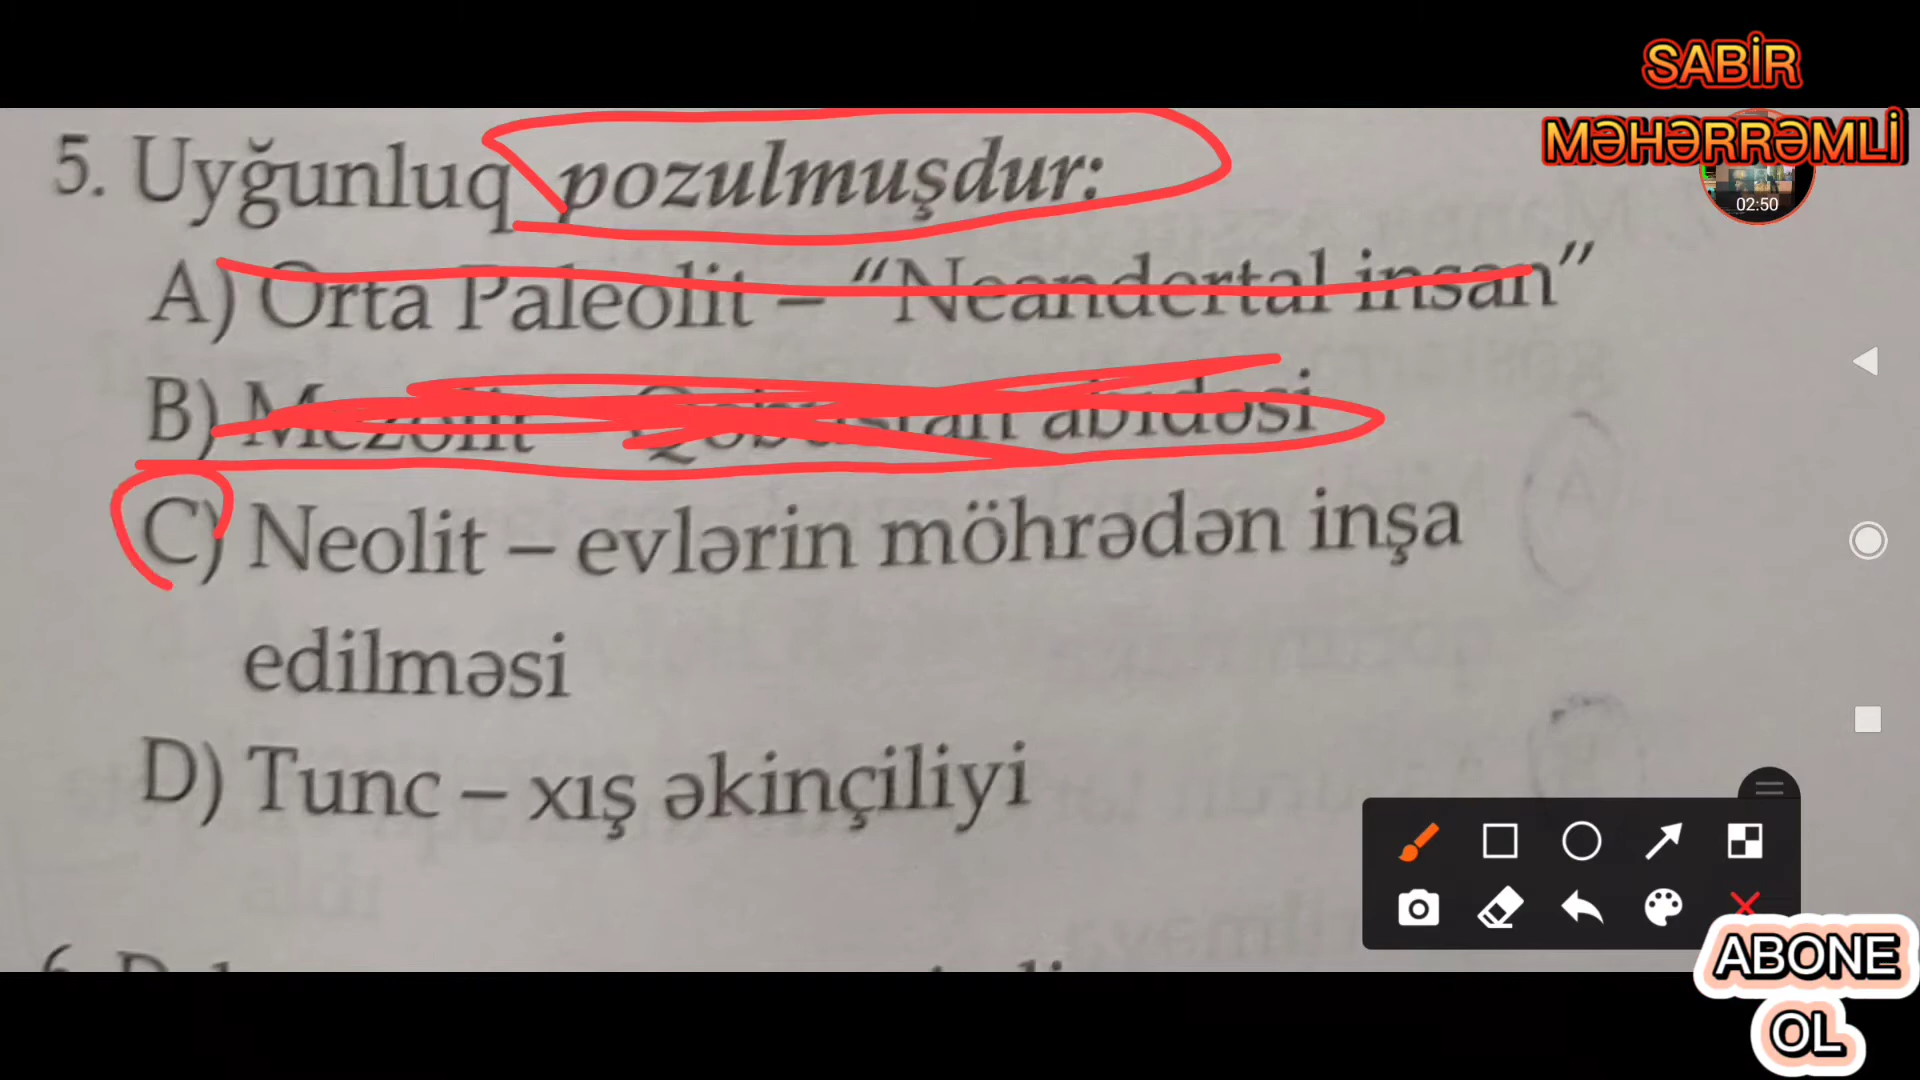 SABİR
MƏHƏRRƏMLİ
02:50
5. Uyğunluq pozulmuşdur:
A) Orta Paleolit – “Neandertal insan”
B) Mezolit – Qobustan abidəsi
C) Neolit – evlərin möhrədən inşa
edilməsi
D) Tunc – xış əkinçiliyi
ABONE
OL